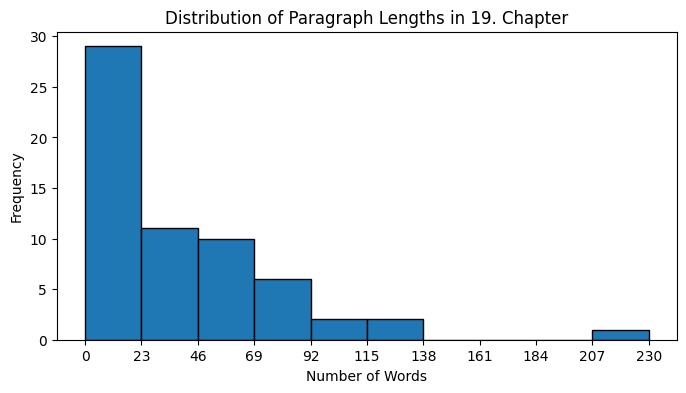 Distribution of Paragraph Lengths in 19. Chapter
30
25
20
15
10
5
0
Frequency
0 23 46 69 92 115 138 161 184 207 230
Number of Words